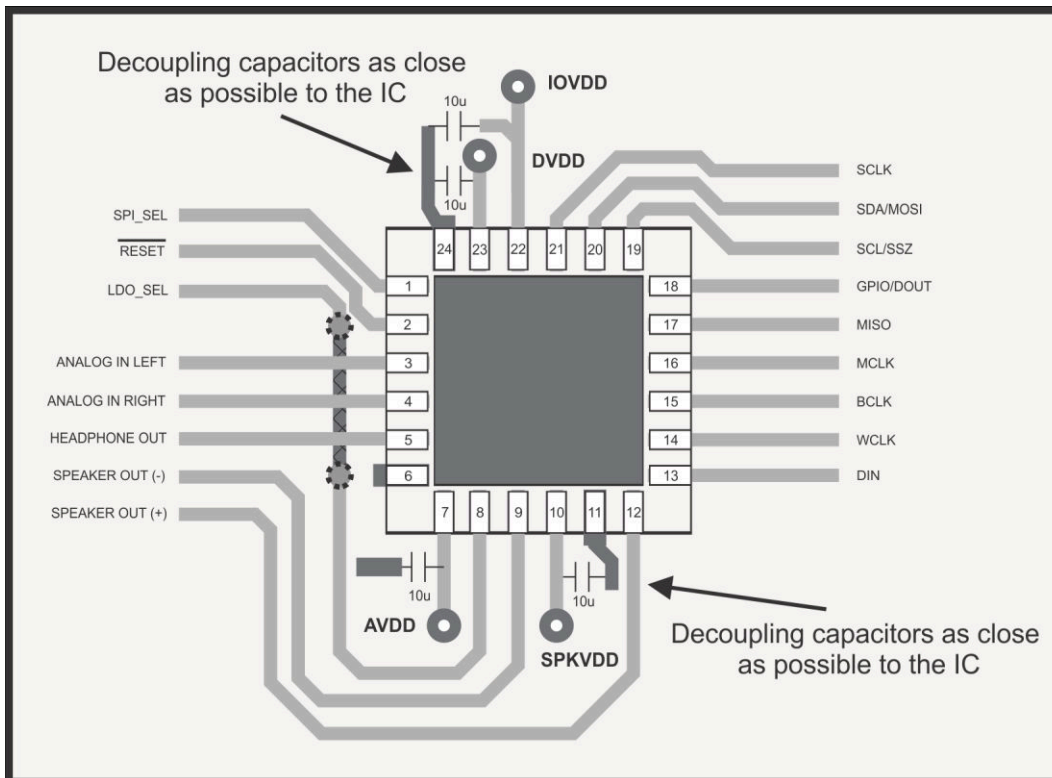 Decoupling capacitors as close
as possible to the IC
10u
IOVDD
DVDD
10u
SCLK
SDA/MOSI
SCL/SSZ
SPI_SEL
RESET
LDO_SEL
24 23 22 21 20 19
1
2
3
4
5
6
18
17
16
15
14
13
GPIO/DOUT
MISO
MCLK
BCLK
WCLK
DIN
ANALOG IN LEFT
ANALOG IN RIGHT
HEADPHONE OUT
SPEAKER OUT (-)
SPEAKER OUT (+)
7 8 9 10 11 12
10u
10u
AVDD
SPKVDD
Decoupling capacitors as close
as possible to the IC